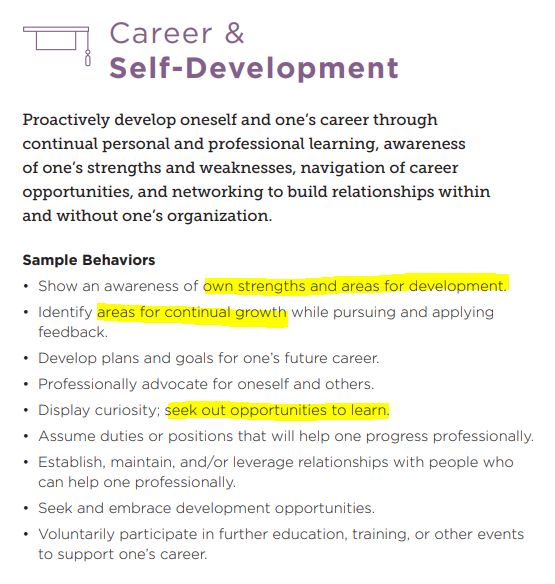 Career &
Self-Development
Proactively develop oneself and one's career through
continual personal and professional learning, awareness
of one's strengths and weaknesses, navigation of career
opportunities, and networking to build relationships within
and without one's organization.
Sample Behaviors
• Show an awareness of own strengths and areas for development.
• Identify areas for continual growth while pursuing and applying
feedback.
• Develop plans and goals for one's future career.
• Professionally advocate for oneself and others.
• Display curiosity; seek out opportunities to learn.
• Assume duties or positions that will help one progress professionally.
• Establish, maintain, and/or leverage relationships with people who
can help one professionally.
• Seek and embrace development opportunities.
• Voluntarily participate in further education, training, or other events
to support one's career.